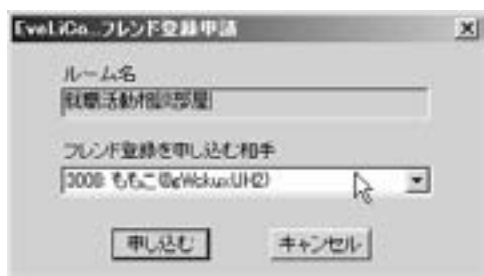 EveLiCo...フレンド登録申請
ルーム名
就職活動相談部屋
フレンド登録を申し込む相手
ももこ
申し込む
キャンセル